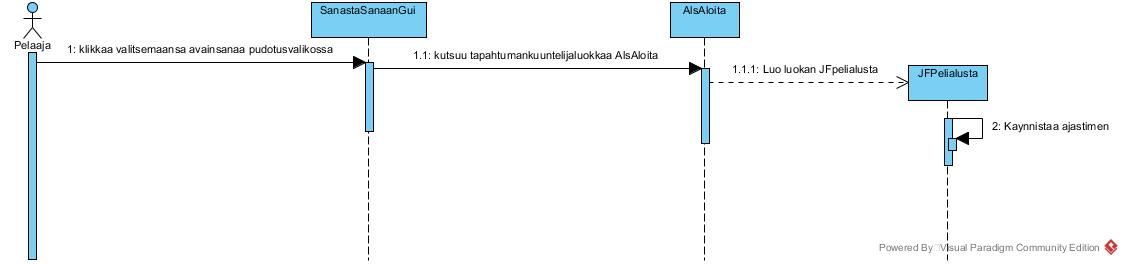 SanastaSanaanGui
AlsAloita
Pelaaja
1: klikkaa valitsemaansa avainsanaa pudotusvalikossa
1.1: kutsuu tapahtumankuuntelijaluokkaa AlsAloita
1.1.1: Luo luokan JFpelialusta
JFPelialusta
2: Kaynnistaa ajastimen
Powered By Visual Paradigm Community Edition